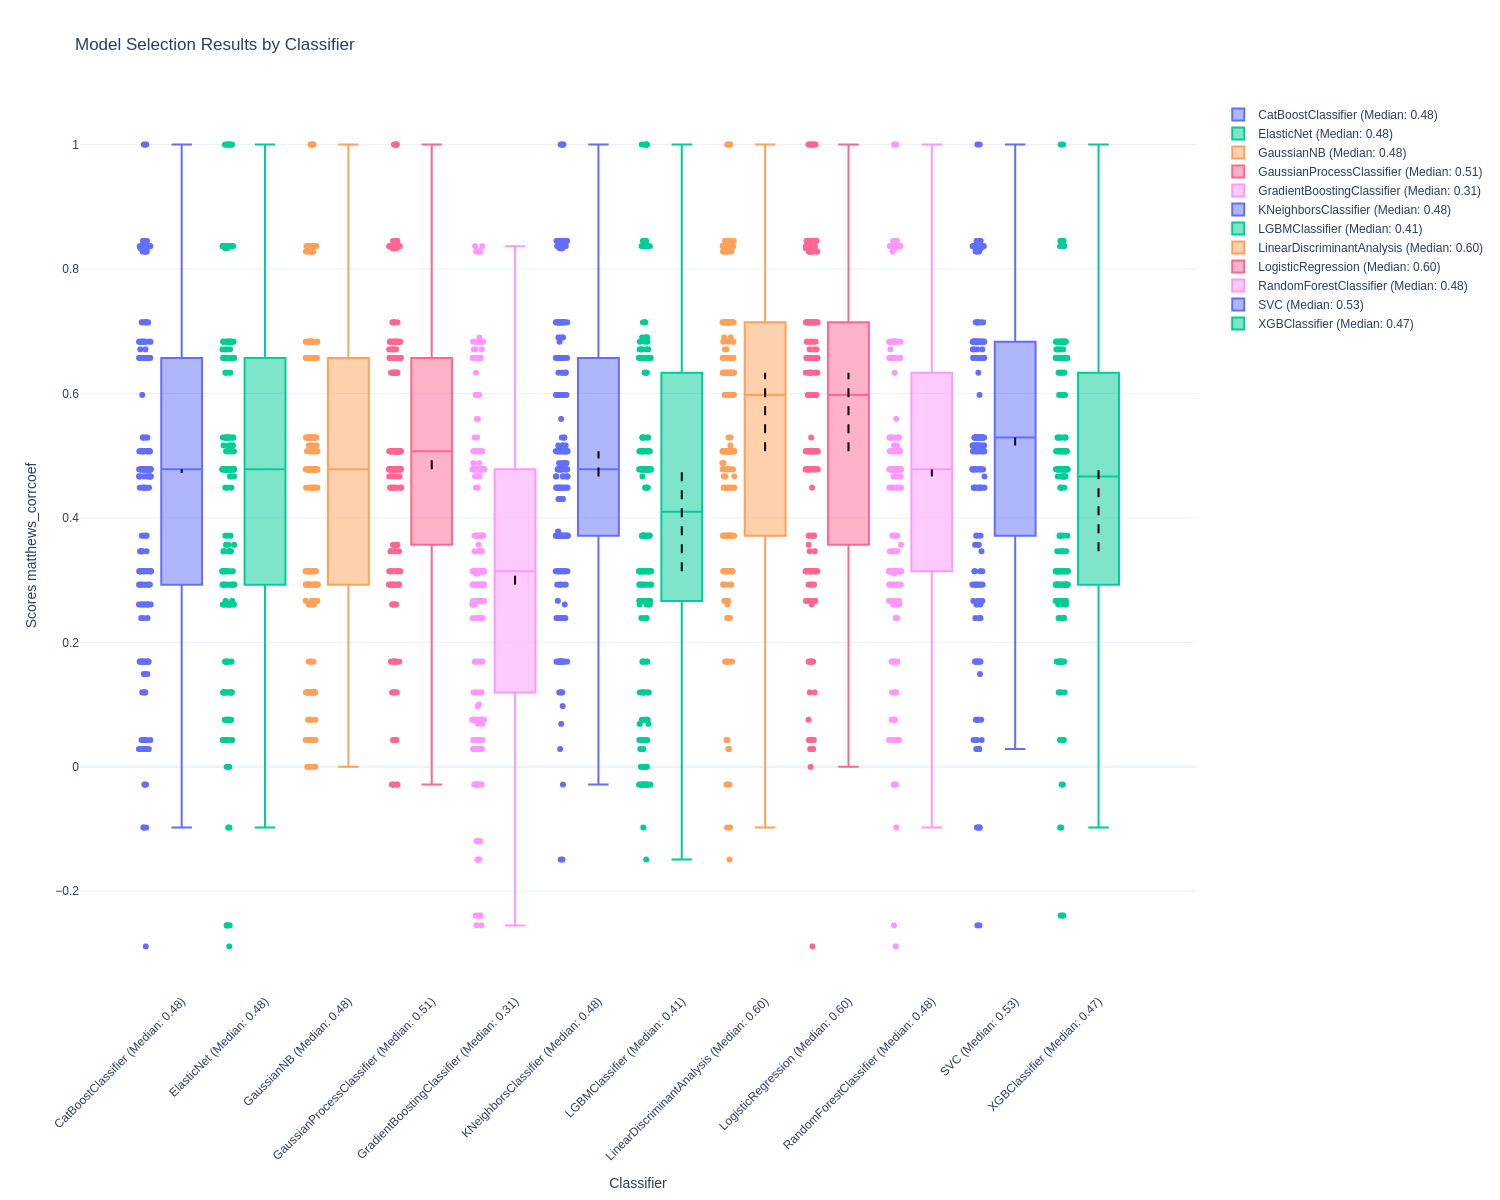 Model Selection Results by Classifier
CatBoostClassifier (Median: 0.48)
ElasticNet (Median: 0.48)
GaussianNB (Median: 0.48)
GaussianProcessClassifier (Median: 0.51)
GradientBoostingClassifier (Median: 0.31)
KNeighborsClassifier (Median: 0.48)
LGBMClassifier (Median: 0.41)
LinearDiscriminantAnalysis (Median: 0.60)
LogisticRegression (Median: 0.60)
RandomForestClassifier (Median: 0.48)
SVC (Median: 0.53)
XGBClassifier (Median: 0.47)
1
0.8
0.6
0.4
0.2
0
−0.2
Scores matthews_corrcoef
CatBoostClassifier (Median: 0.48)
ElasticNet (Median: 0.48)
GaussianNB (Median: 0.48)
GaussianProcessClassifier (Median: 0.51)
GradientBoostingClassifier (Median: 0.31)
KNeighborsClassifier (Median: 0.48)
LGBMClassifier (Median: 0.41)
LinearDiscriminantAnalysis (Median: 0.60)
LogisticRegression (Median: 0.60)
RandomForestClassifier (Median: 0.48)
SVC (Median: 0.53)
XGBClassifier (Median: 0.47)
Classifier